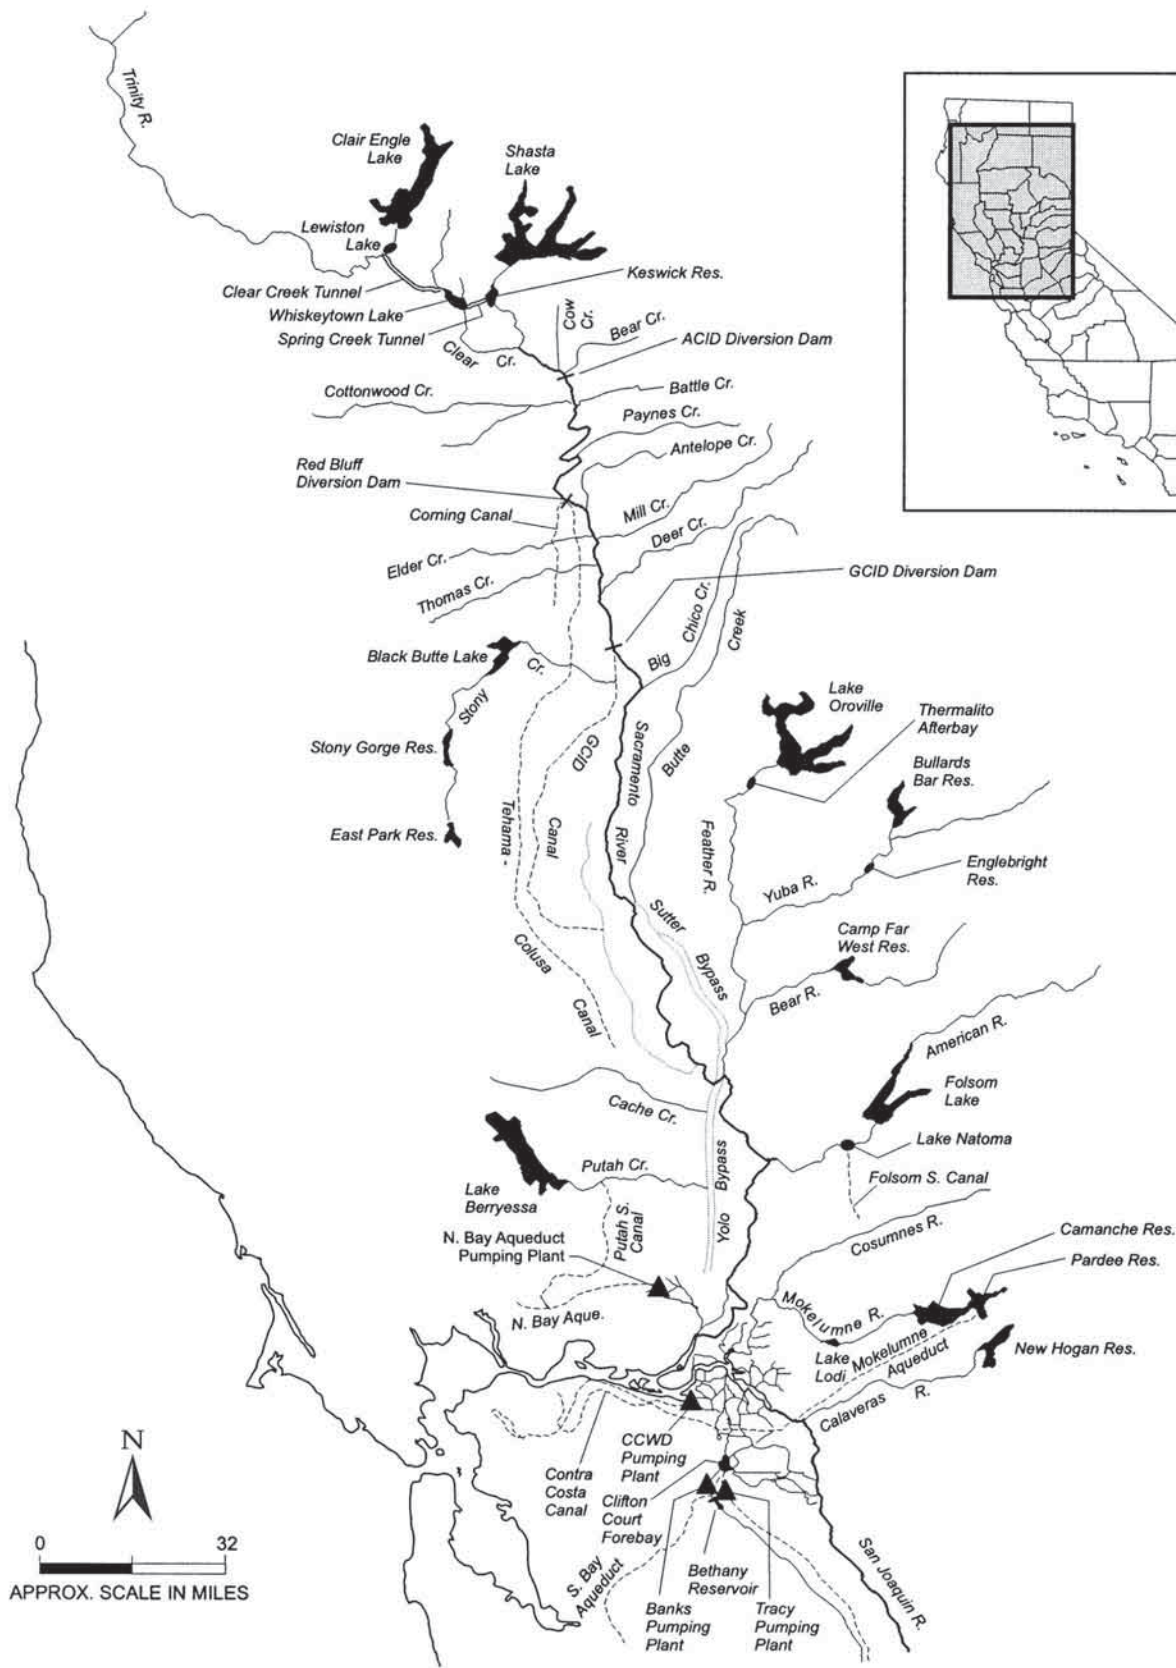 Trinity R.
Clair Engle
Lake
Shasta
Lake
Lewiston
Lake
Keswick Res.
Clear Creek Tunnel
Whiskeytown Lake
Spring Creek Tunnel
Clear Cr.
Cow
Cr.
Bear Cr.
ACID Diversion Dam
Cottonwood Cr.
Battle Cr.
Paynes Cr.
Antelope Cr.
Red Bluff
Diversion Dam
Corning Canal
Mill Cr.
Deer Cr.
Elder Cr.
Thomas Cr.
GCID Diversion Dam
Big Chico Cr.
Butte Creek
Black Butte Lake
Stony Cr.
Stony Gorge Res.
East Park Res.
GCID Canal
Tehama -
Colusa
Canal
Sacramento River
Lake
Oroville
Thermalito
Afterbay
Bullards
Bar Res.
Feather R.
Yuba R.
Englebright
Res.
Sutter Bypass
Camp Far
West Res.
Bear R.
American R.
Folsom
Lake
Lake Natoma
Folsom S. Canal
Cache Cr.
Putah Cr.
Lake
Berryessa
Yolo Bypass
Putah S.
Canal
N. Bay Aqueduct
Pumping Plant
N. Bay Aque.
Cosumnes R.
Camanche Res.
Pardee Res.
Mokelumne R.
Lake
Lodi
Mokelumne
Aqueduct
New Hogan Res.
Calaveras R.
CCWD
Pumping
Plant
Contra
Costa
Canal
Clifton
Court
Forebay
S. Bay
Aqueduct
Bethany
Reservoir
Banks
Pumping
Plant
Tracy
Pumping
Plant
San Joaquin R.
N
0 32
APPROX. SCALE IN MILES